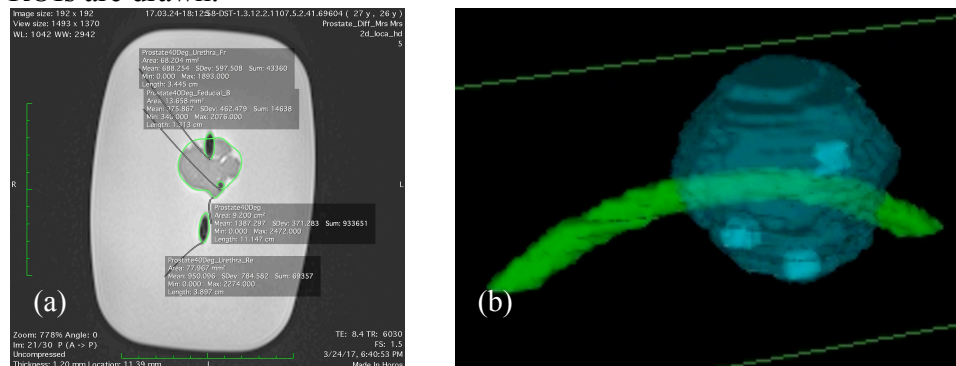 ROIs are drawn.
Image size: 192 x 192
View size: 1493 x 1370
WL: 1042 WW: 2942
17.03.24-18:12:58-DST-1.3.12.2.1107.5.2.41.69604 ( 27 y , 26 y )
Prostate_Diff_Mrs Mrs
2d_loca_hd
5
Prostate40Deg_Urethra_Fr
Area: 68.204 mm²
Mean: 688.254 SDev: 597.508 Sum: 43360
Min: 0.000 Max: 1893.000
Length: 3.445 cm
Prostate40Deg_Feducial_B
Area: 13.658 mm²
Mean: 975.867 SDev: 462.479 Sum: 14638
Max: 2076.000
Length: 1.313 cm
R
L
Prostate40Deg
Area: 9.200 cm²
Mean: 1387.297 SDev: 371.283 Sum: 933651
Min: 0.000 Max: 2472.000
Length: 11.147 cm
Prostate40Deg_Urethra_Re
Area: 77.967 mm²
Mean: 950.096 SDev: 784.582 Sum: 69357
Min: 0.000 Max: 2274.000
Length: 3.897 cm
(a)
(b)
Zoom: 778% Angle: 0
Im: 21/30 P (A -> P)
Uncompressed
Thickness: 1.20 mm Location: 11.39 mm
I
TE: 8.4 TR: 6030
FS: 1.5
3/24/17, 6:40:53 PM
Made In Horos